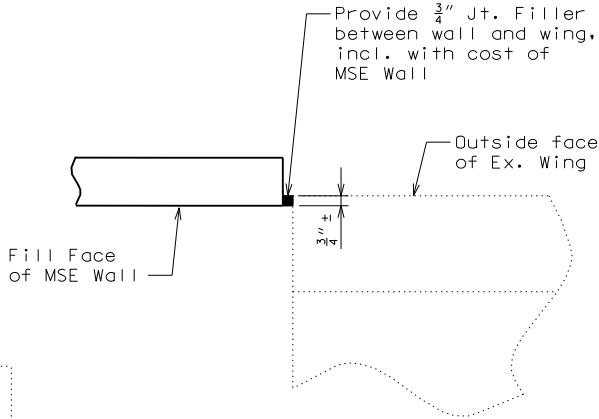 Provide 3/4" Jt. Filler
between wall and wing,
incl. with cost of
MSE Wall
Outside face
of Ex. Wing
3/4" ±
Fill Face
of MSE Wall